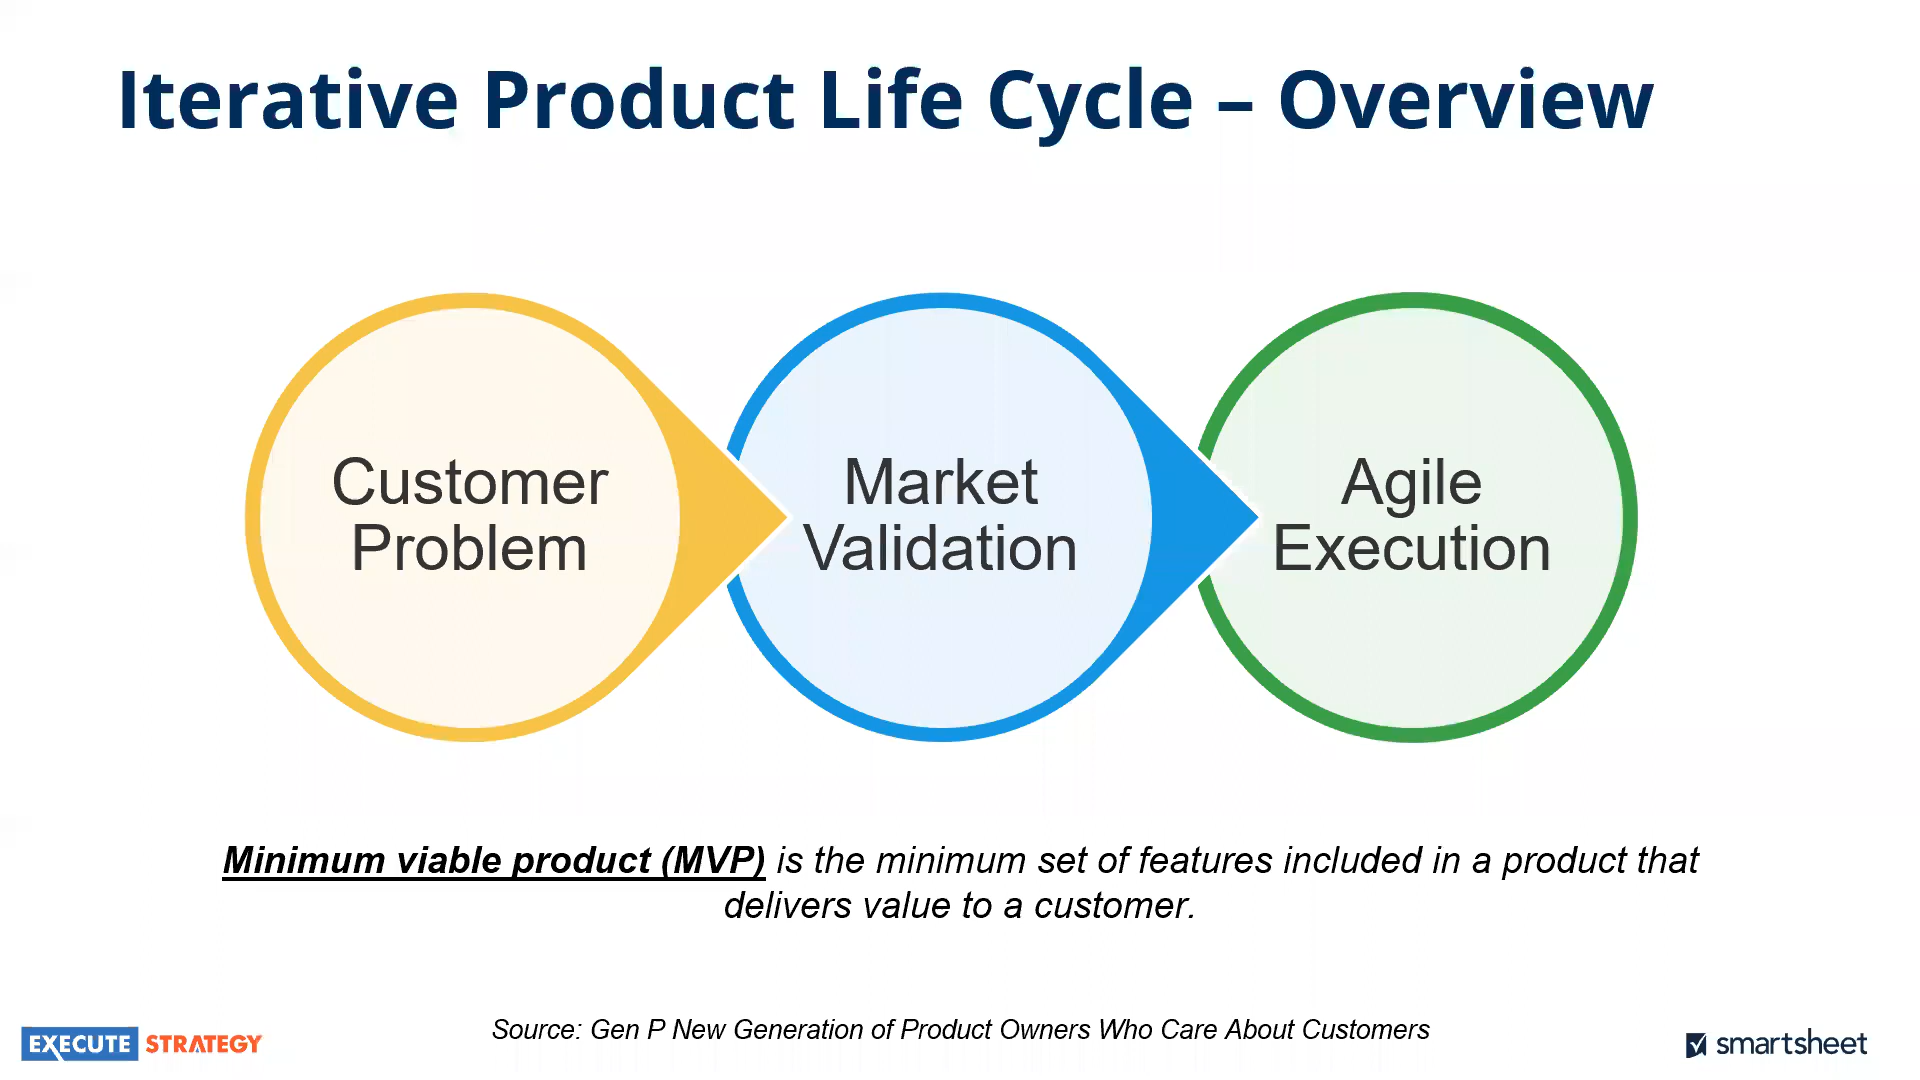 Iterative Product Life Cycle – Overview
Customer
Problem
Market
Validation
Agile
Execution
Minimum viable product (MVP) is the minimum set of features included in a product that
delivers value to a customer.
Source: Gen P New Generation of Product Owners Who Care About Customers
EXECUTE STRATEGY
smartsheet